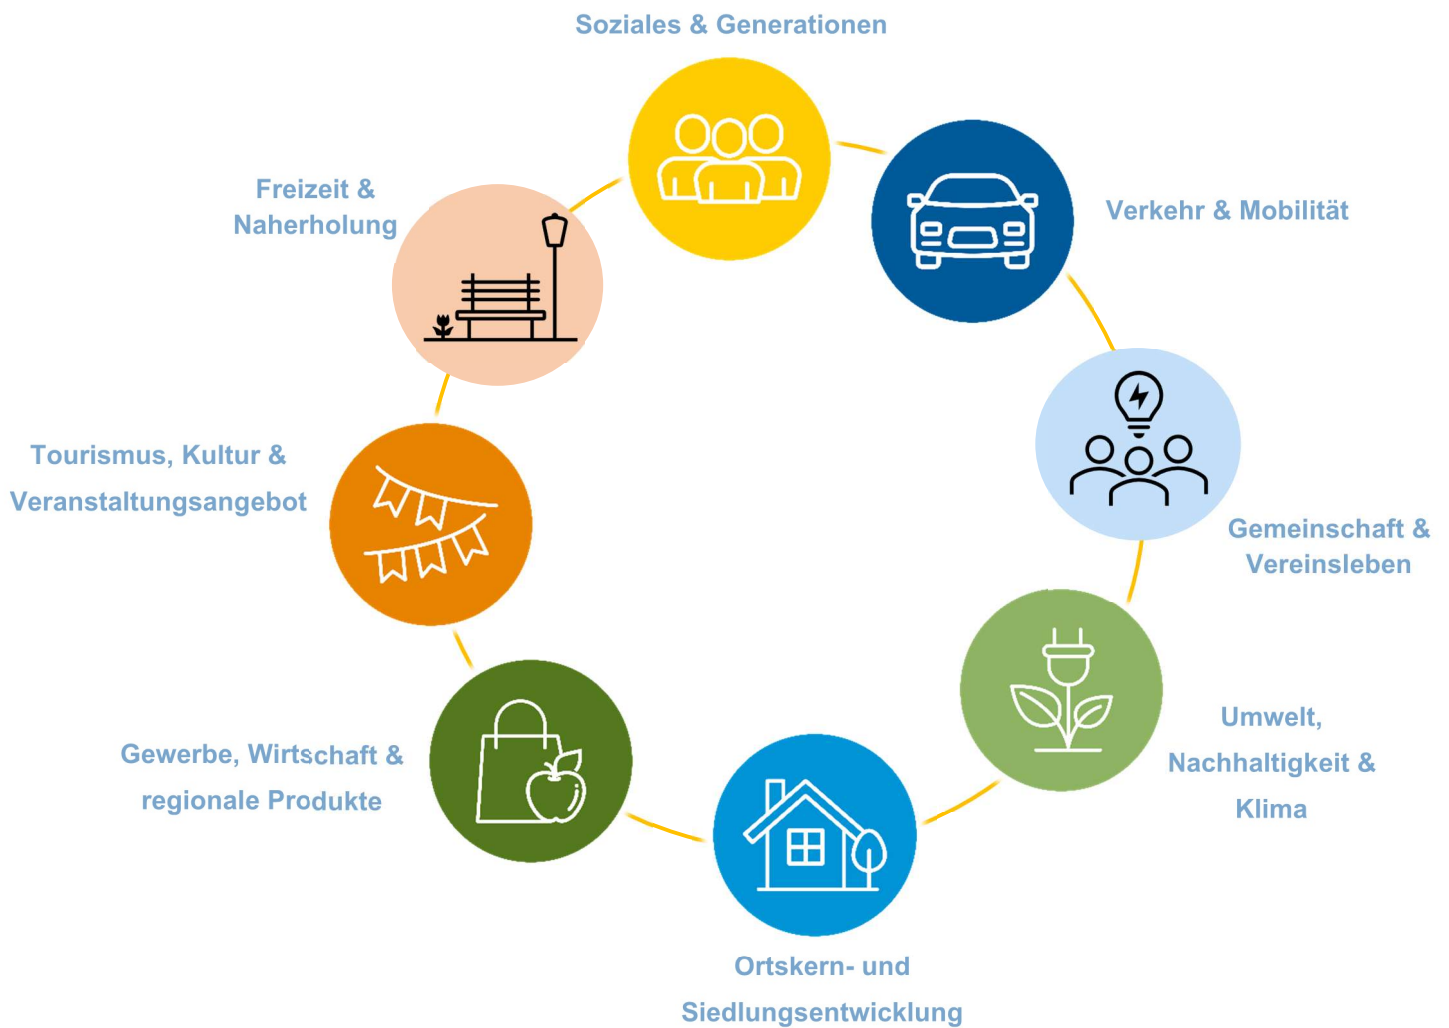 Soziales & Generationen
Verkehr & Mobilität
Gemeinschaft &
Vereinsleben
Umwelt,
Nachhaltigkeit &
Klima
Ortskern- und
Siedlungsentwicklung
Gewerbe, Wirtschaft &
regionale Produkte
Tourismus, Kultur &
Veranstaltungsangebot
Freizeit &
Naherholung